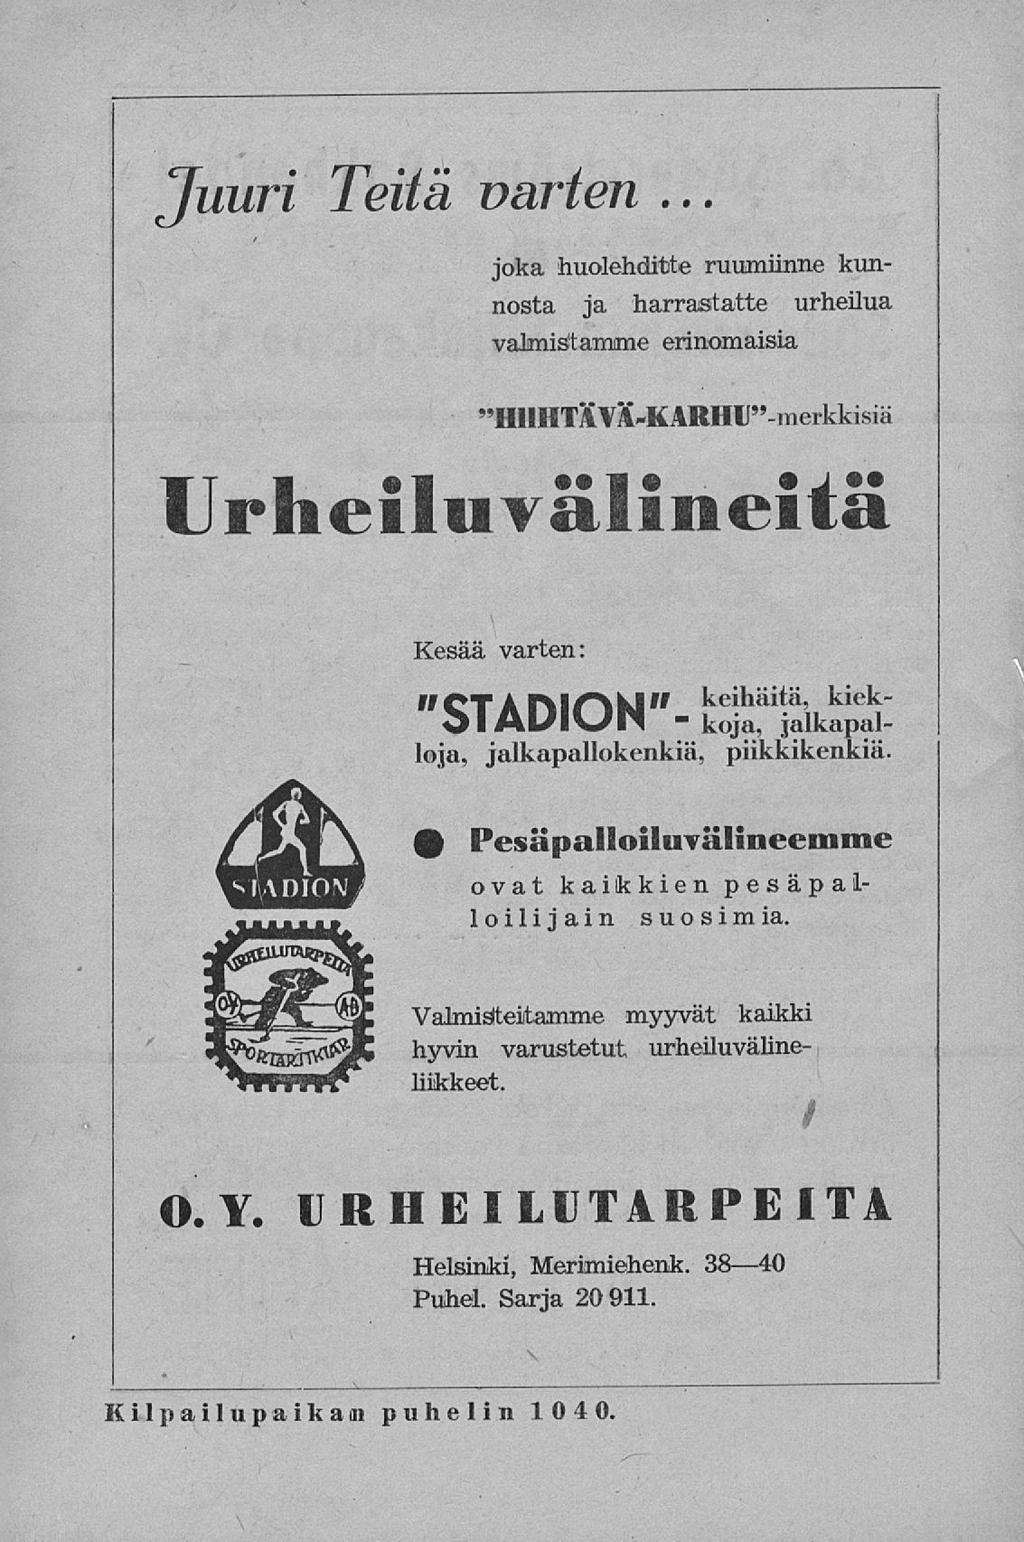 Juuri Teitä varten ...
joka huolehditte ruumiinne kun-
nosta ja harrastatte urheilua
valmistamme erinomaisia
”HIIHTÄVÄ-KARHU”-merkkisiä
Urheiluvälineitä
Kesää varten:
"STADION"- keihäitä, kiek-
koja, jalkapal-
loja, jalkapallokenkiä, piikkikenkiä.
STADION
● Pesäpalloiluvälineemme
ovat kaikkien pesäpal-
loilijain suosimia.
URHEILUTARPEITA
OY AB
SPORTARTIKLAR
Valmisteitamme myyvät kaikki
hyvin varustetut urheiluväline-
liikkeet.
O.Y. URHEILUTARPEITA
Helsinki, Merimiehenk. 38—40
Puhel. Sarja 20 911.
Kilpailupaikan puhelin 1040.